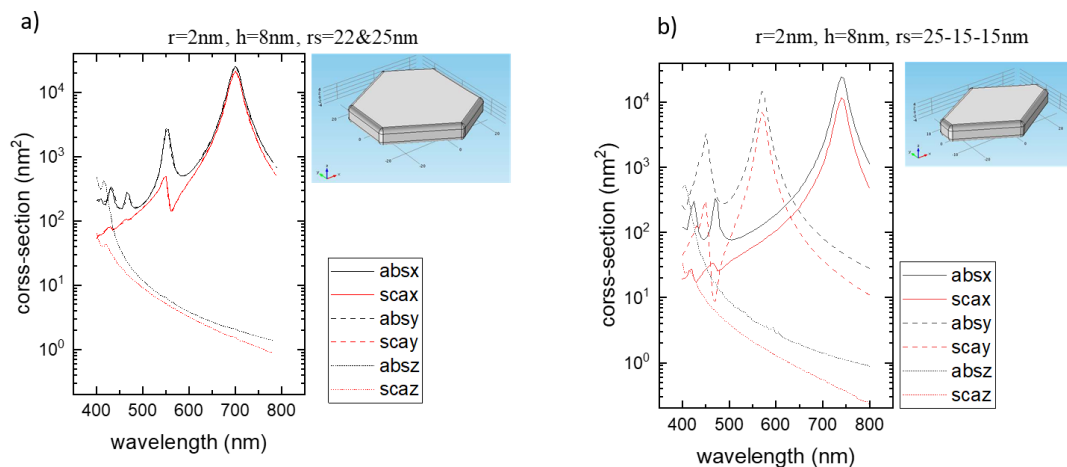 a)
r=2nm, h=8nm, rs=22&25nm
corss-section (nm²)
10⁴
10³
10²
10¹
10⁰
400 500 600 700 800
wavelength (nm)
absx
scax
absy
scay
absz
scaz
b)
r=2nm, h=8nm, rs=25-15-15nm
corss-section (nm²)
10⁴
10³
10²
10¹
10⁰
400 500 600 700 800
wavelength (nm)
absx
scax
absy
scay
absz
scaz